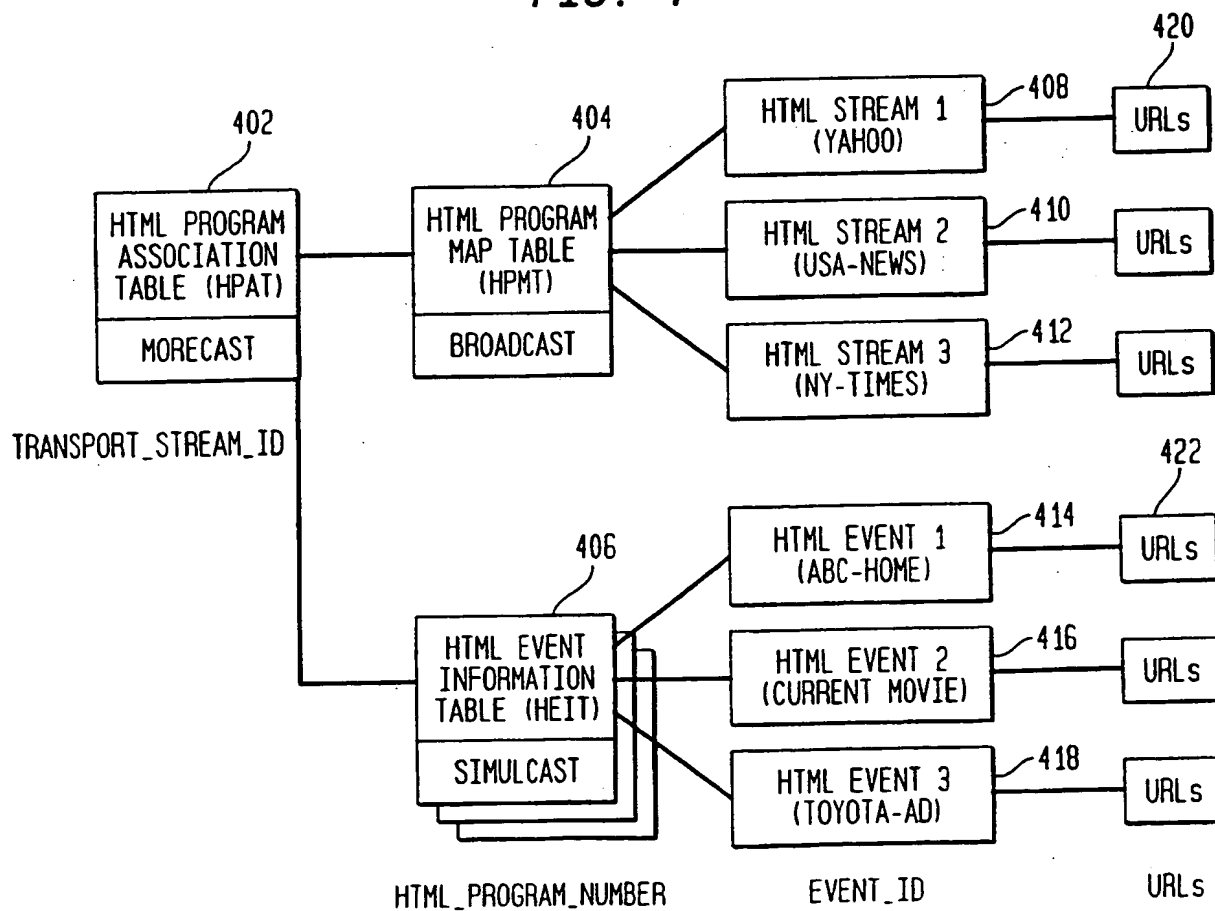 420
402
404
HTML STREAM 1
(YAHOO)
408
URLs
HTML PROGRAM
ASSOCIATION
TABLE (HPAT)
MORECAST
HTML PROGRAM
MAP TABLE
(HPMT)
BROADCAST
HTML STREAM 2
(USA-NEWS)
410
URLs
HTML STREAM 3
(NY-TIMES)
412
URLs
TRANSPORT_STREAM_ID
422
406
HTML EVENT 1
(ABC-HOME)
414
URLs
HTML EVENT
INFORMATION
TABLE (HEIT)
SIMULCAST
HTML EVENT 2
(CURRENT MOVIE)
416
URLs
HTML EVENT 3
(TOYOTA-AD)
418
URLs
HTML_PROGRAM_NUMBER
EVENT_ID
URLs